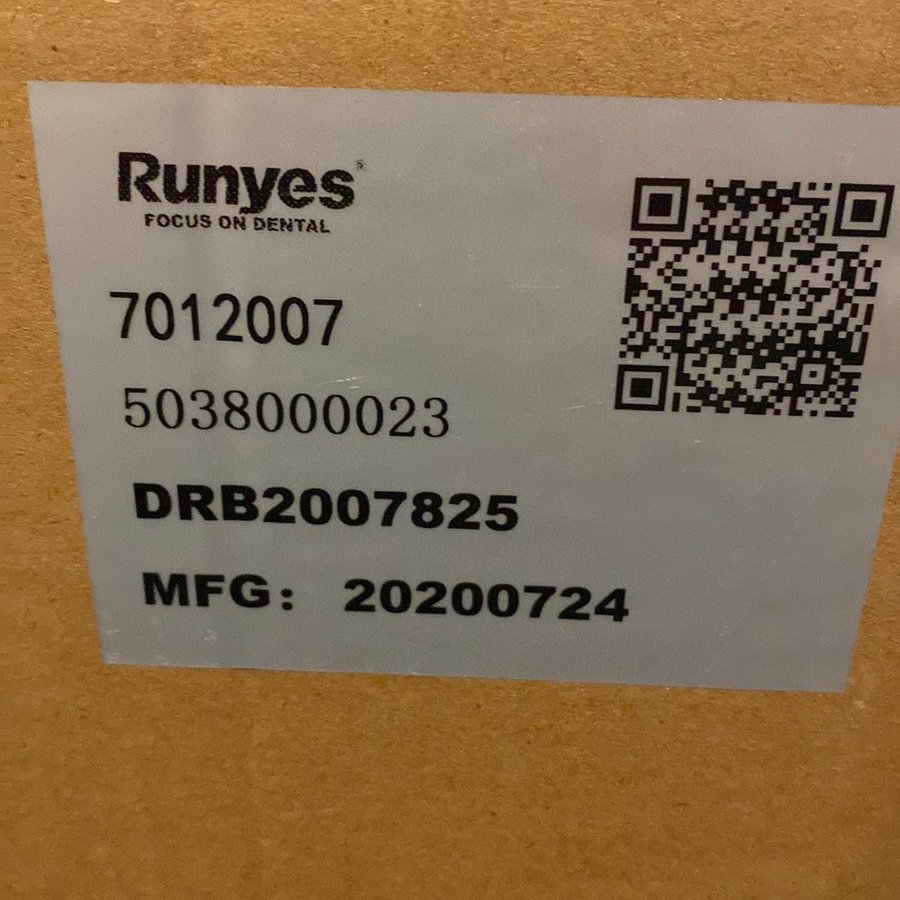 Runyes®
FOCUS ON DENTAL
7012007
5038000023
DRB2007825
MFG： 20200724